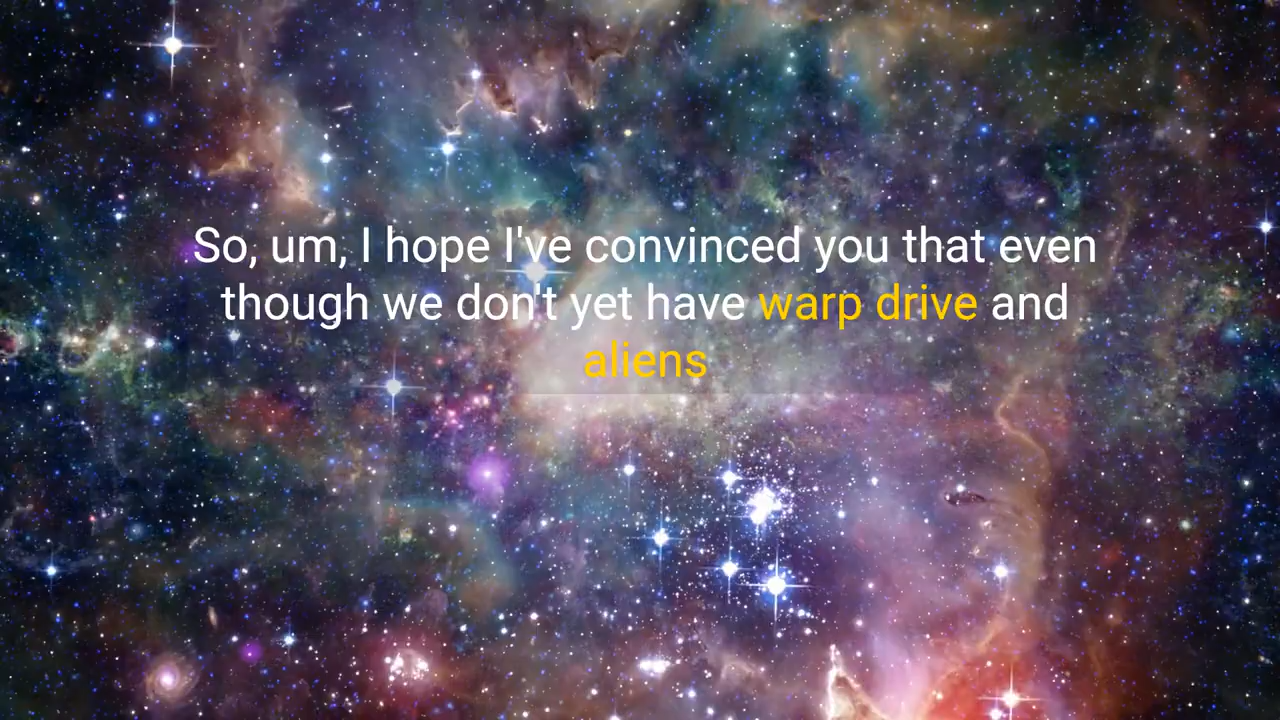 So, um, I hope I've convinced you that even
though we don't yet have warp drive and
aliens